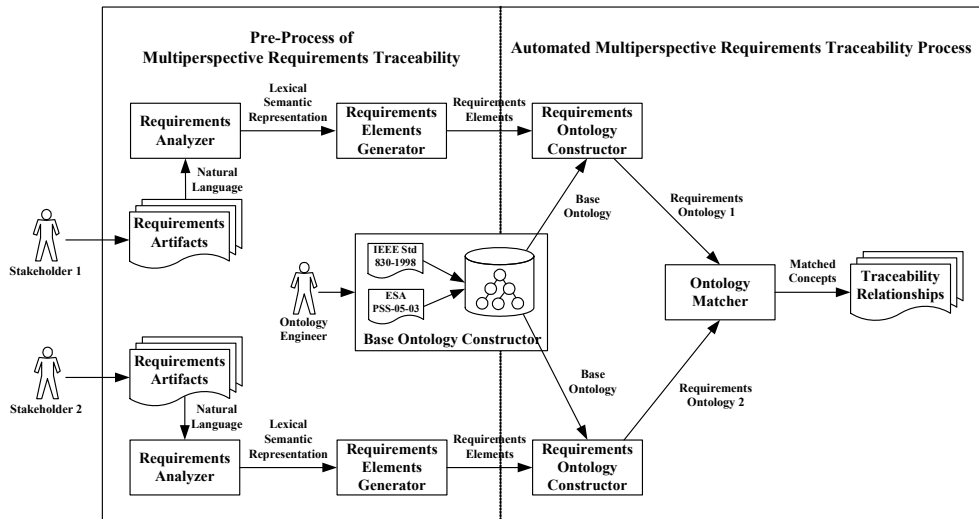 Pre-Process of
Multiperspective Requirements Traceability
Automated Multiperspective Requirements Traceability Process
Requirements
Analyzer
Lexical
Semantic
Representation
Requirements
Elements
Generator
Requirements
Elements
Requirements
Ontology
Constructor
Natural
Language
Requirements
Artifacts
Stakeholder 1
Base
Ontology
Requirements
Ontology 1
IEEE Std
830-1998
ESA
PSS-05-03
Ontology
Engineer
Base Ontology Constructor
Ontology
Matcher
Matched
Concepts
Traceability
Relationships
Requirements
Artifacts
Stakeholder 2
Base
Ontology
Requirements
Ontology 2
Natural
Language
Requirements
Analyzer
Lexical
Semantic
Representation
Requirements
Elements
Generator
Requirements
Elements
Requirements
Ontology
Constructor